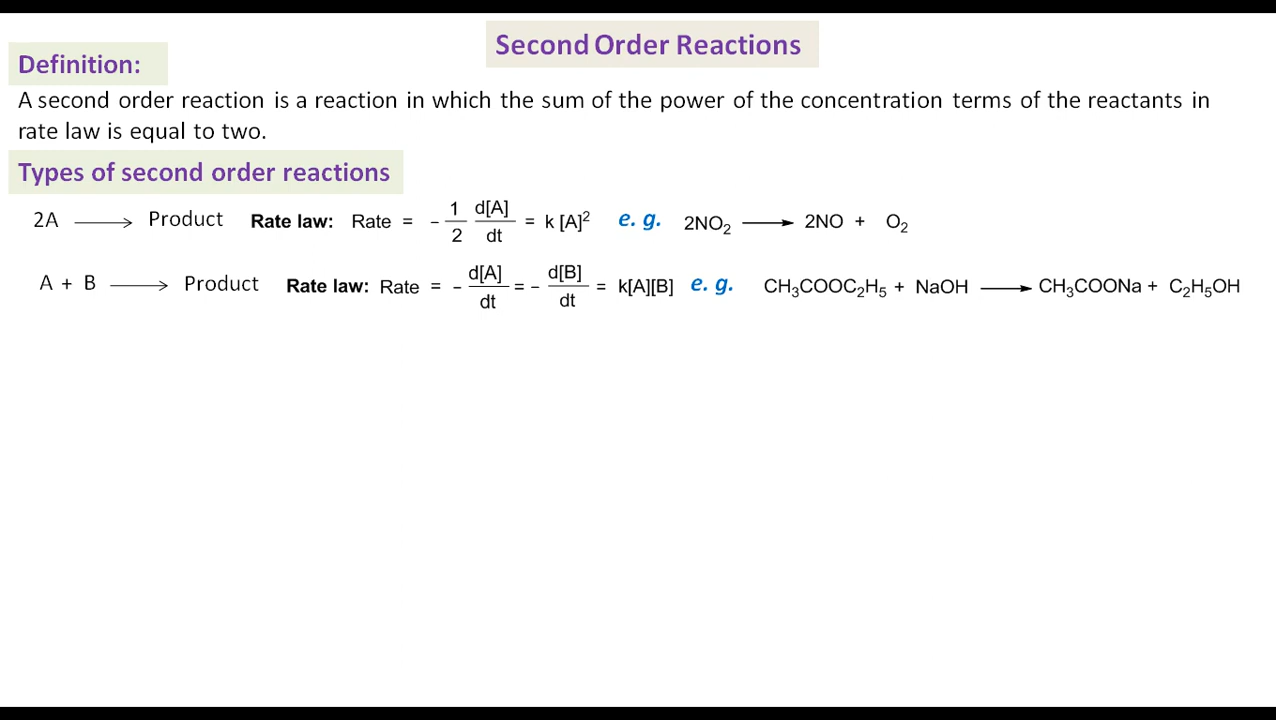 Second Order Reactions
Definition:
A second order reaction is a reaction in which the sum of the power of the concentration terms of the reactants in
rate law is equal to two.
Types of second order reactions
2A ⟶ Product Rate law: Rate = - 1/2 d[A]/dt = k [A]² e. g. 2NO₂ ⟶ 2NO + O₂
A + B ⟶ Product Rate law: Rate = - d[A]/dt = - d[B]/dt = k[A][B] e. g. CH₃COOC₂H₅ + NaOH ⟶ CH₃COONa + C₂H₅OH